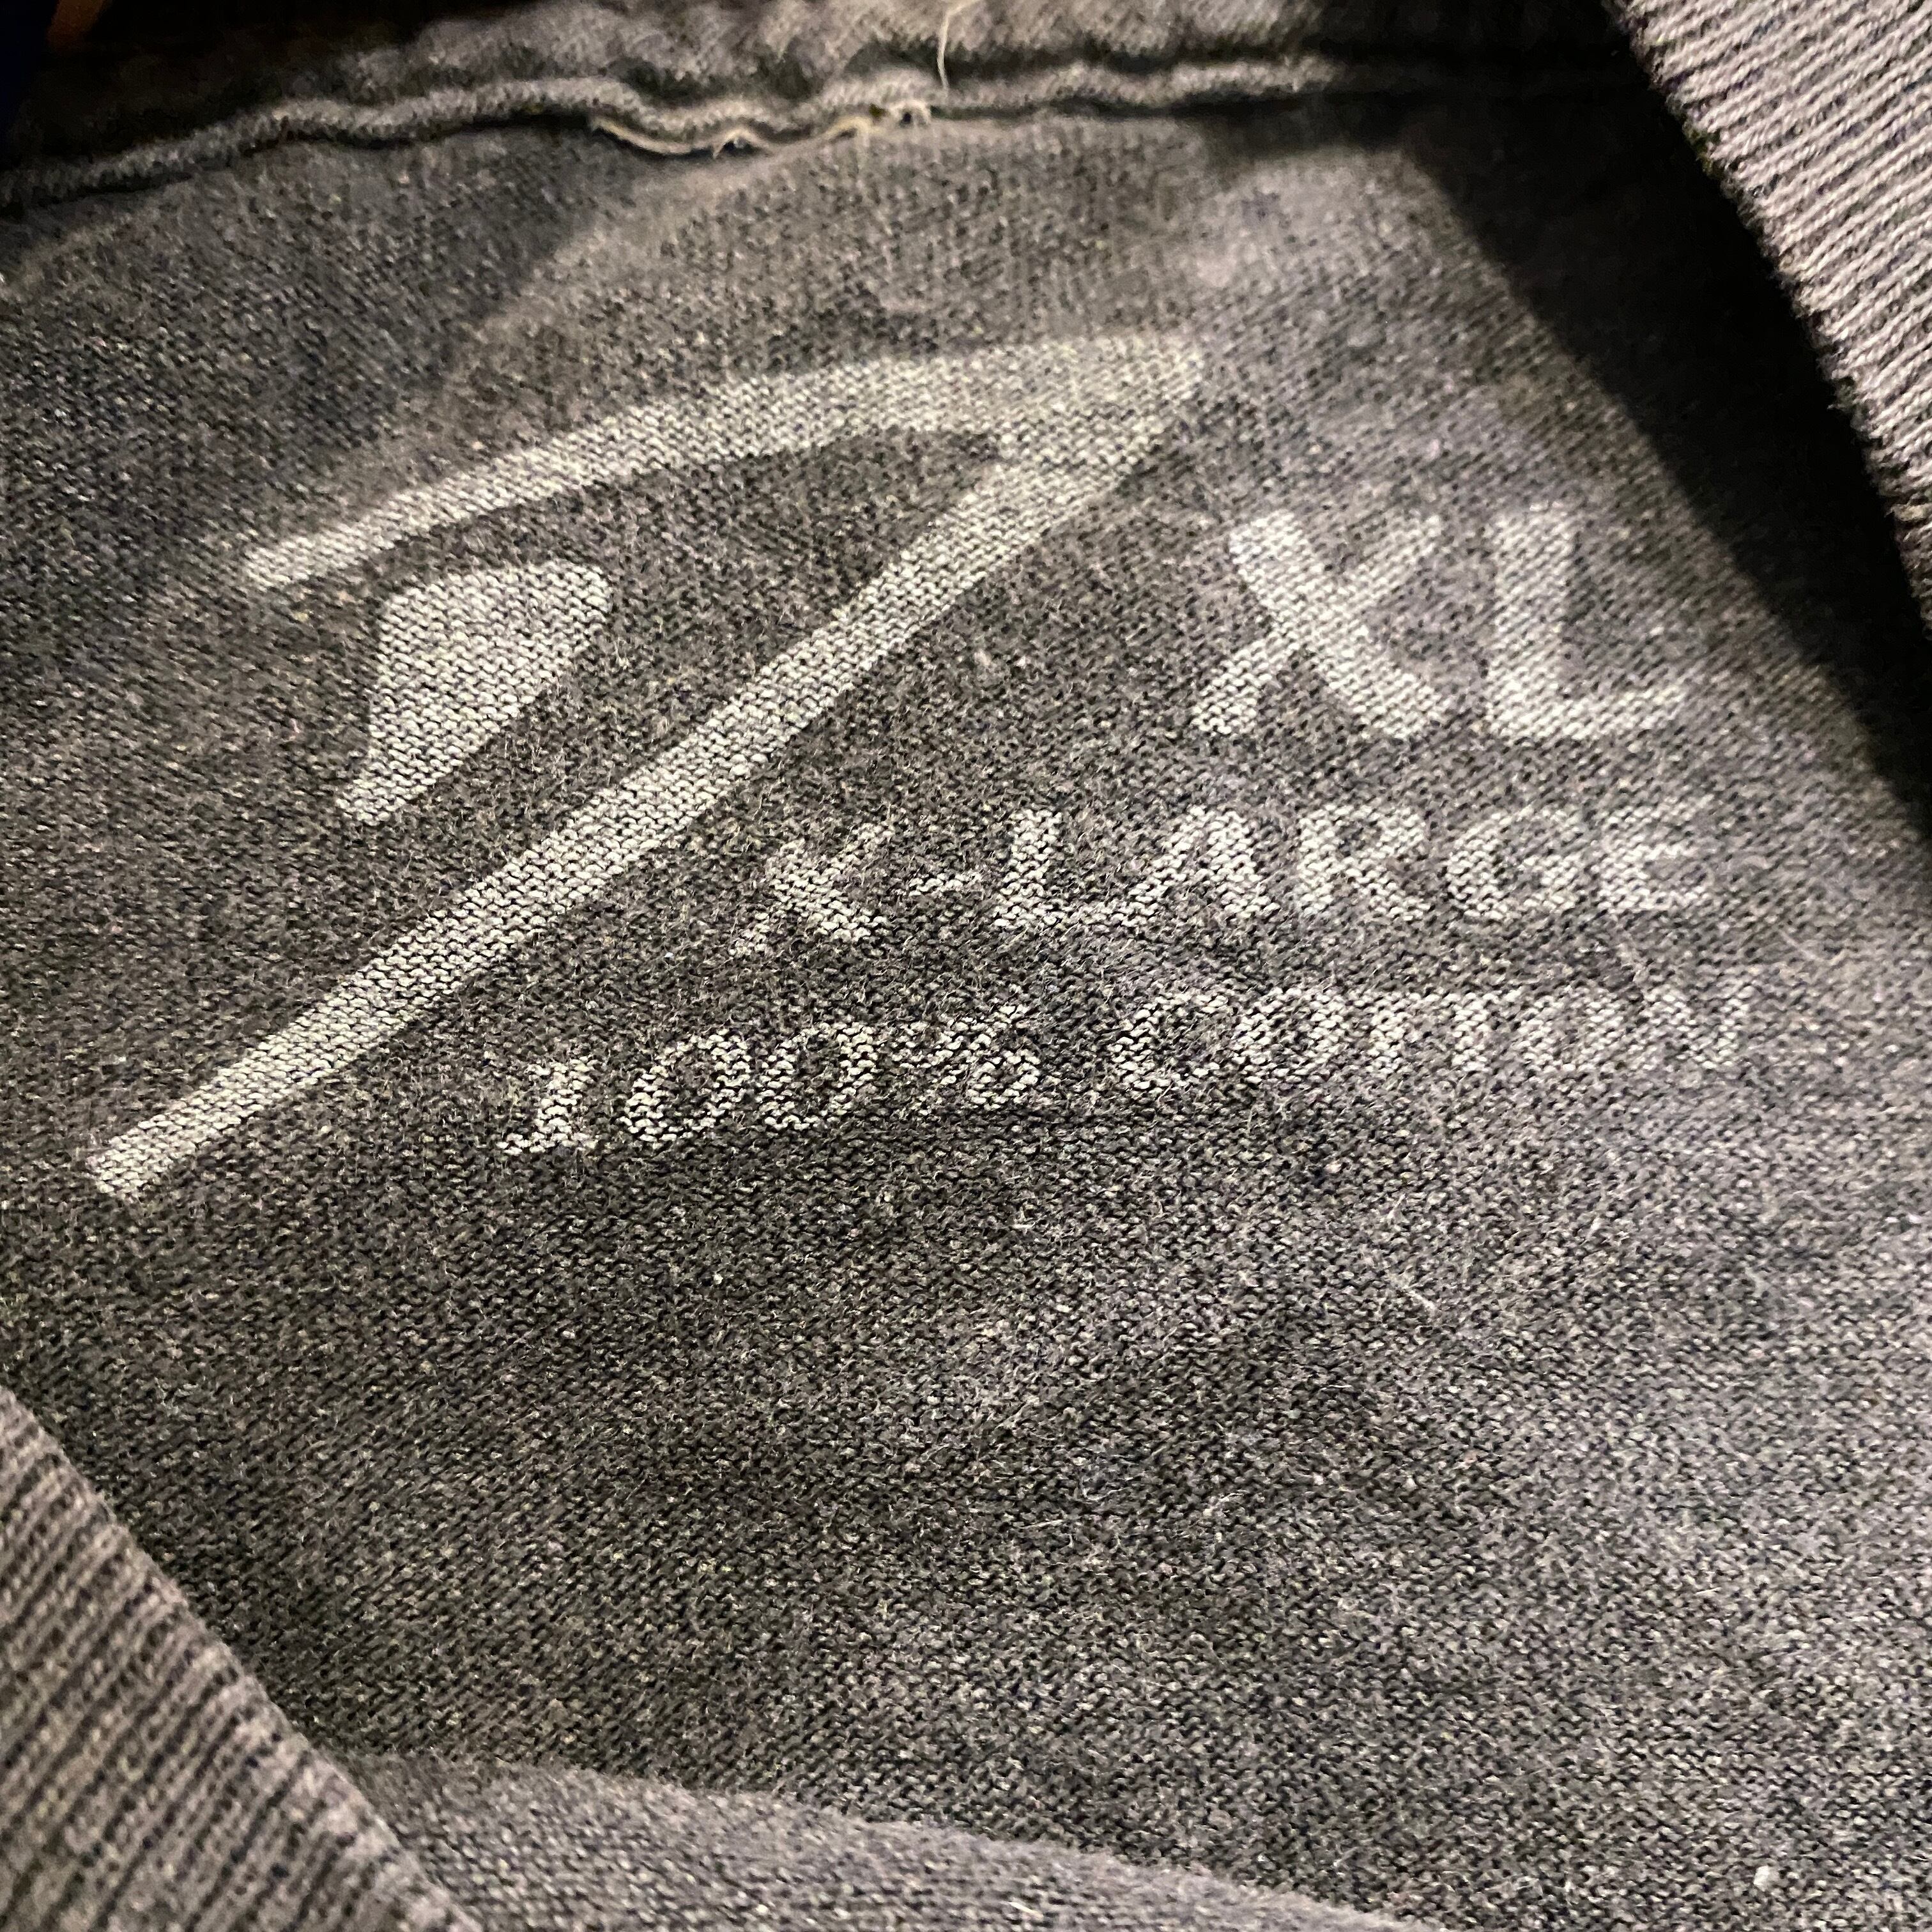 XL
X-LARGE
100% COTTON